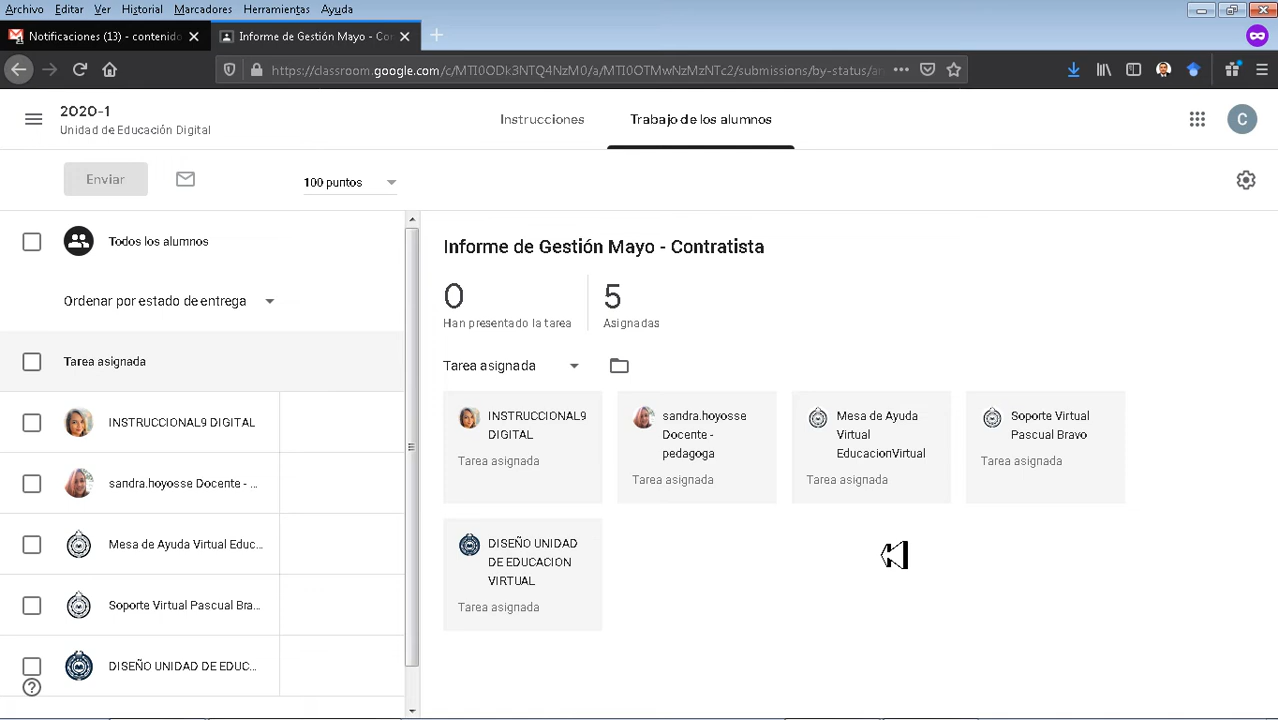 Archivo Editar Ver Historial Marcadores Herramientas Ayuda
Notificaciones (13) - contenido
Informe de Gestión Mayo - Co
https://classroom.google.com/c/MTI0ODk3NTQ4NzM0/a/MTI0OTMwNzMzNTc2/submissions/by-status/an
2020-1
Unidad de Educación Digital
Instrucciones
Trabajo de los alumnos
C
Enviar
100 puntos
Todos los alumnos
Ordenar por estado de entrega
Tarea asignada
INSTRUCCIONAL9 DIGITAL
sandra.hoyosse Docente - ...
Mesa de Ayuda Virtual Educ...
Soporte Virtual Pascual Bra...
DISEÑO UNIDAD DE EDUC...
Informe de Gestión Mayo - Contratista
0
Han presentado la tarea
5
Asignadas
Tarea asignada
INSTRUCCIONAL9
DIGITAL
Tarea asignada
sandra.hoyosse
Docente -
pedagoga
Tarea asignada
Mesa de Ayuda
Virtual
EducacionVirtual
Tarea asignada
Soporte Virtual
Pascual Bravo
Tarea asignada
DISEÑO UNIDAD
DE EDUCACION
VIRTUAL
Tarea asignada